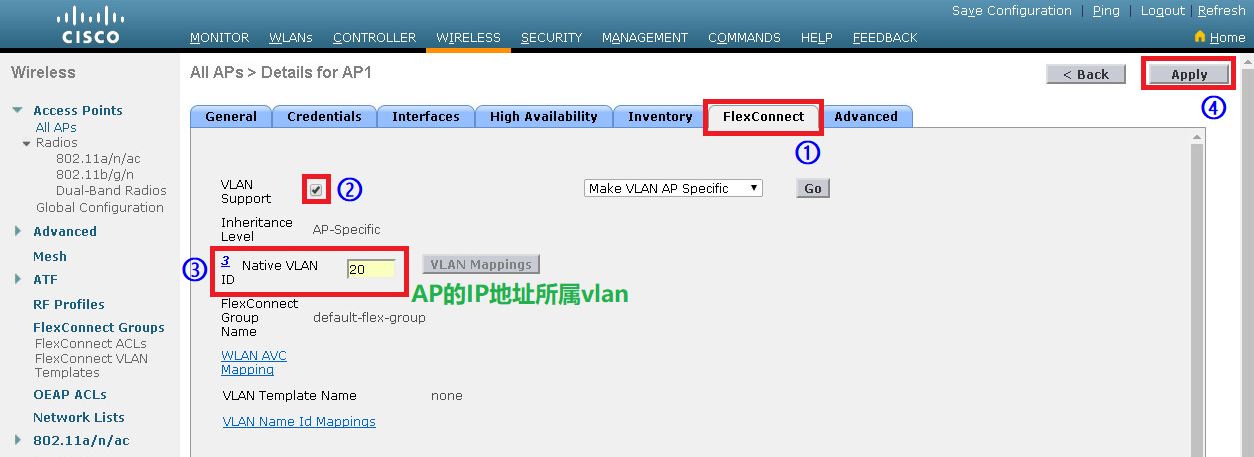 Save Configuration | Ping | Logout | Refresh
CISCO
MONITOR WLANs CONTROLLER WIRELESS SECURITY MANAGEMENT COMMANDS HELP FEEDBACK
Home
Wireless
Access Points
All APs
Radios
802.11a/n/ac
802.11b/g/n
Dual-Band Radios
Global Configuration
Advanced
Mesh
ATF
RF Profiles
FlexConnect Groups
FlexConnect ACLs
FlexConnect VLAN
Templates
OEAP ACLs
Network Lists
802.11a/n/ac
All APs > Details for AP1
< Back
Apply
④
General Credentials Interfaces High Availability Inventory FlexConnect Advanced
①
VLAN
Support
②
Make VLAN AP Specific
Go
Inheritance
Level
AP-Specific
③
3 Native VLAN
ID
20
VLAN Mappings
AP的IP地址所属vlan
FlexConnect
Group
Name
default-flex-group
WLAN AVC
Mapping
VLAN Template Name none
VLAN Name Id Mappings